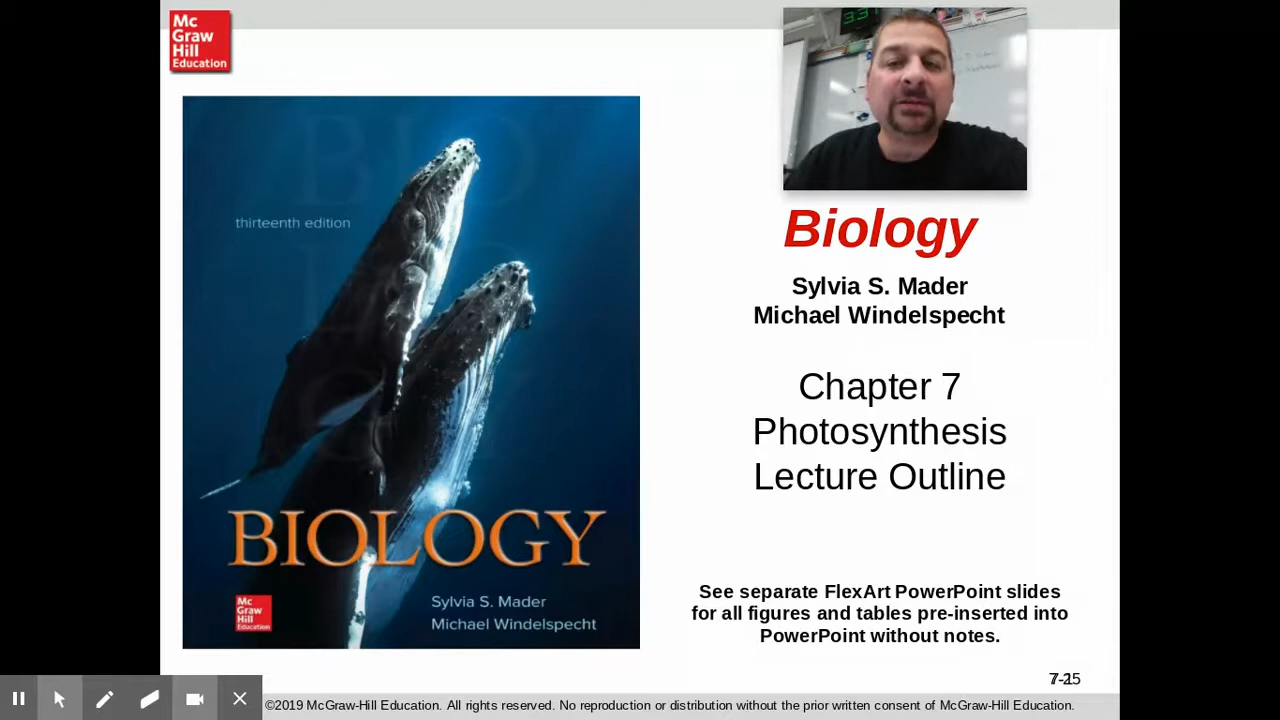 Mc
Graw
Hill
Education
thirteenth edition
BIOLOGY
Mc
Graw
Hill
Education
Sylvia S. Mader
Michael Windelspecht
Biology
Sylvia S. Mader
Michael Windelspecht
Chapter 7
Photosynthesis
Lecture Outline
See separate FlexArt PowerPoint slides
for all figures and tables pre-inserted into
PowerPoint without notes.
©2019 McGraw-Hill Education. All rights reserved. No reproduction or distribution without the prior written consent of McGraw-Hill Education.